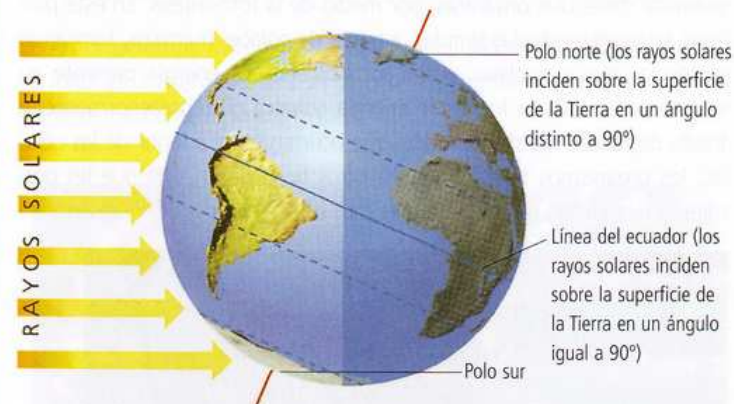 RAYOS SOLARES
Polo norte (los rayos solares
inciden sobre la superficie
de la Tierra en un ángulo
distinto a 90°)
Línea del ecuador (los
rayos solares inciden
sobre la superficie de
la Tierra en un ángulo
igual a 90°)
Polo sur